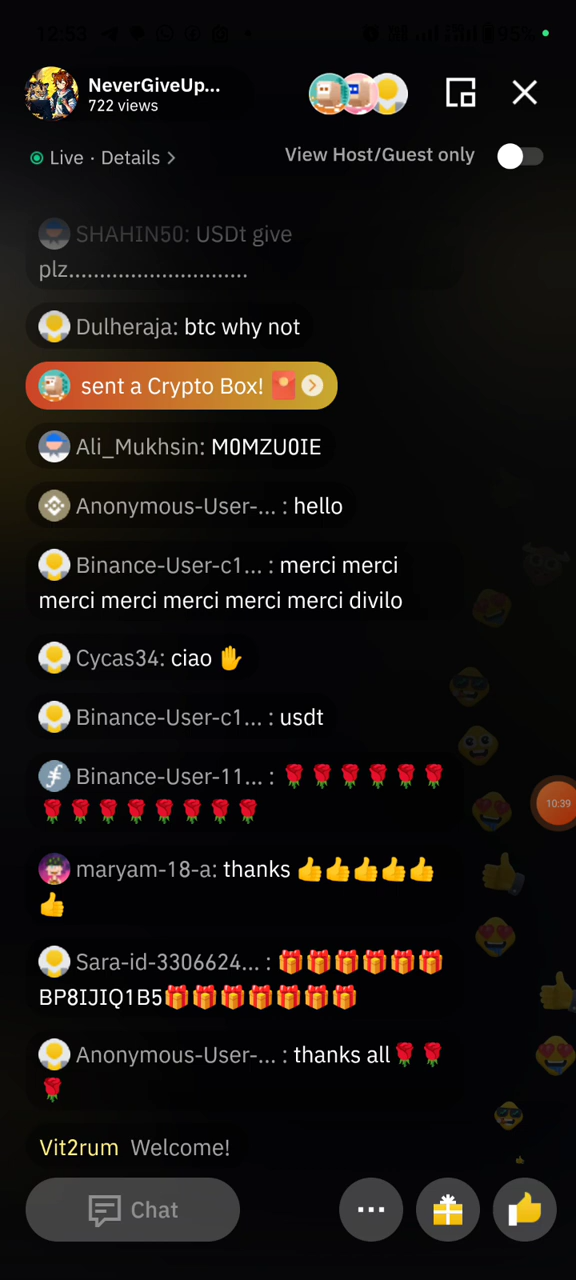 12:53
95%
NeverGiveUp...
722 views
Live · Details
View Host/Guest only
SHAHIN50: USDt give
plz.............................
Dulheraja: btc why not
sent a Crypto Box!
Ali_Mukhsin: M0MZU0IE
Anonymous-User-... : hello
Binance-User-c1... : merci merci
merci merci merci merci merci divilo
Cycas34: ciao ✋
Binance-User-c1... : usdt
Binance-User-11... : 🌹🌹🌹🌹🌹🌹
🌹🌹🌹🌹🌹🌹🌹🌹
10:39
maryam-18-a: thanks 👍👍👍👍👍
👍
Sara-id-3306624... : 🎁🎁🎁🎁🎁🎁
BP8IJIQ1B5🎁🎁🎁🎁🎁🎁🎁
Anonymous-User-... : thanks all🌹🌹
🌹
Vit2rum Welcome!
Chat